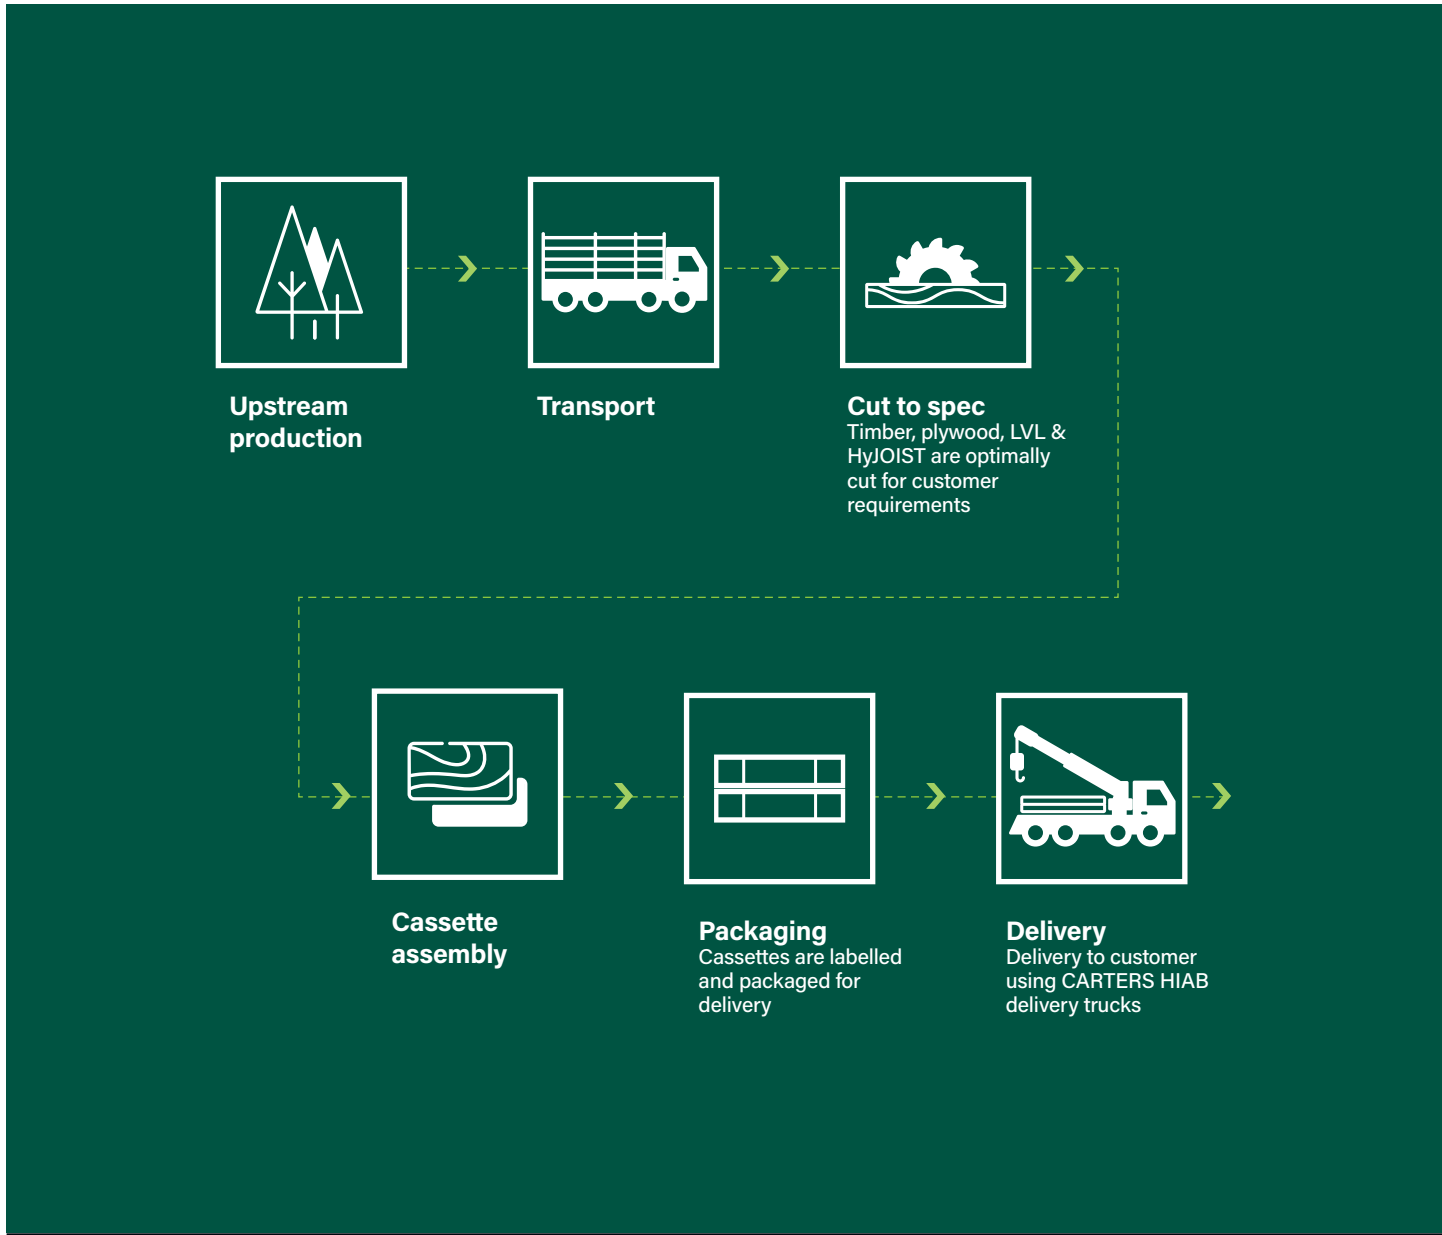 Upstream
production
Transport
Cut to spec
Timber, plywood, LVL &
HyJOIST are optimally
cut for customer
requirements
Cassette
assembly
Packaging
Cassettes are labelled
and packaged for
delivery
Delivery
Delivery to customer
using CARTERS HIAB
delivery trucks